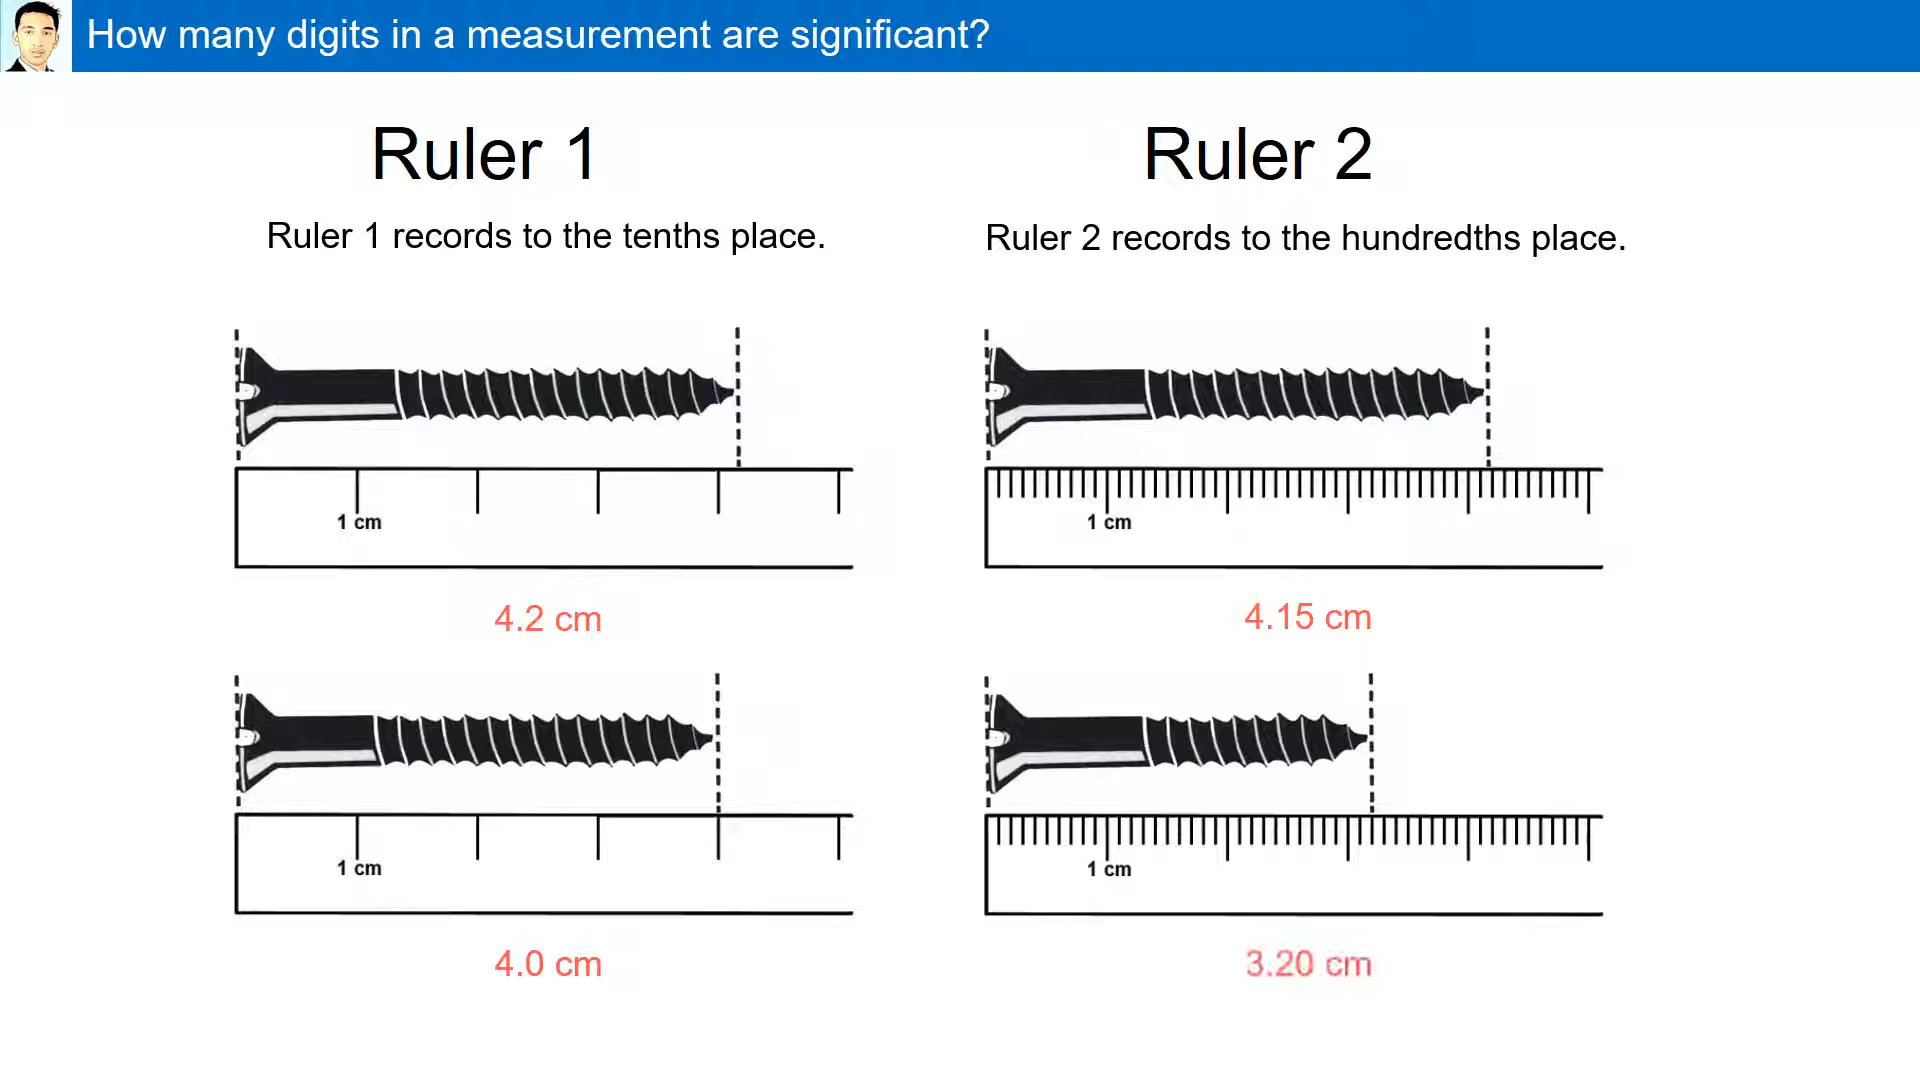 How many digits in a measurement are significant?
Ruler 1
Ruler 2
Ruler 1 records to the tenths place.
Ruler 2 records to the hundredths place.
1 cm
1 cm
4.2 cm
4.15 cm
1 cm
1 cm
4.0 cm
3.20 cm